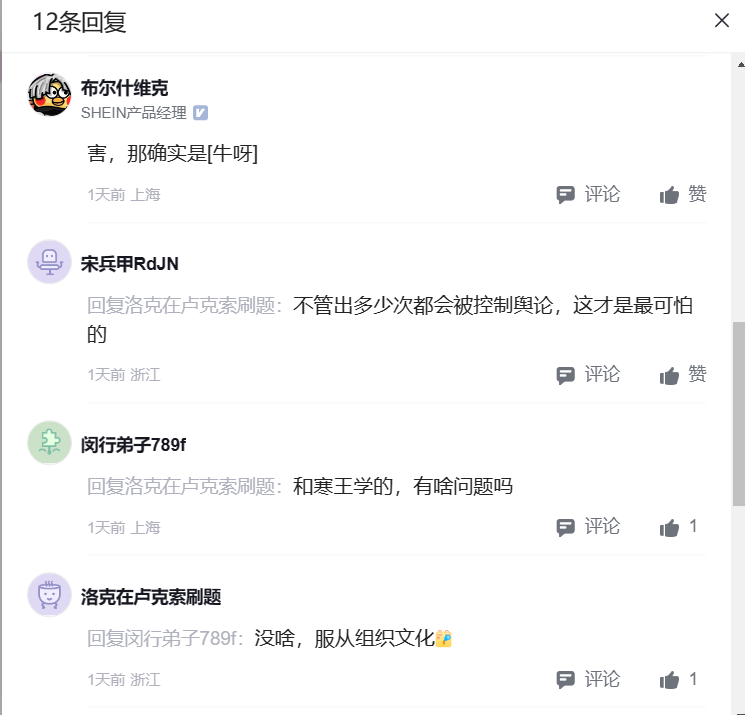 12条回复
布尔什维克
SHEIN产品经理
害，那确实是[牛呀]
1天前 上海 评论 赞
宋兵甲RdJN
回复洛克在卢克索刷题：不管出多少次都会被控制舆论，这才是最可怕
的
1天前 浙江 评论 赞
闵行弟子789f
回复洛克在卢克索刷题：和寒王学的，有啥问题吗
1天前 上海 评论 1
洛克在卢克索刷题
回复闵行弟子789f：没啥，服从组织文化
1天前 浙江 评论 1